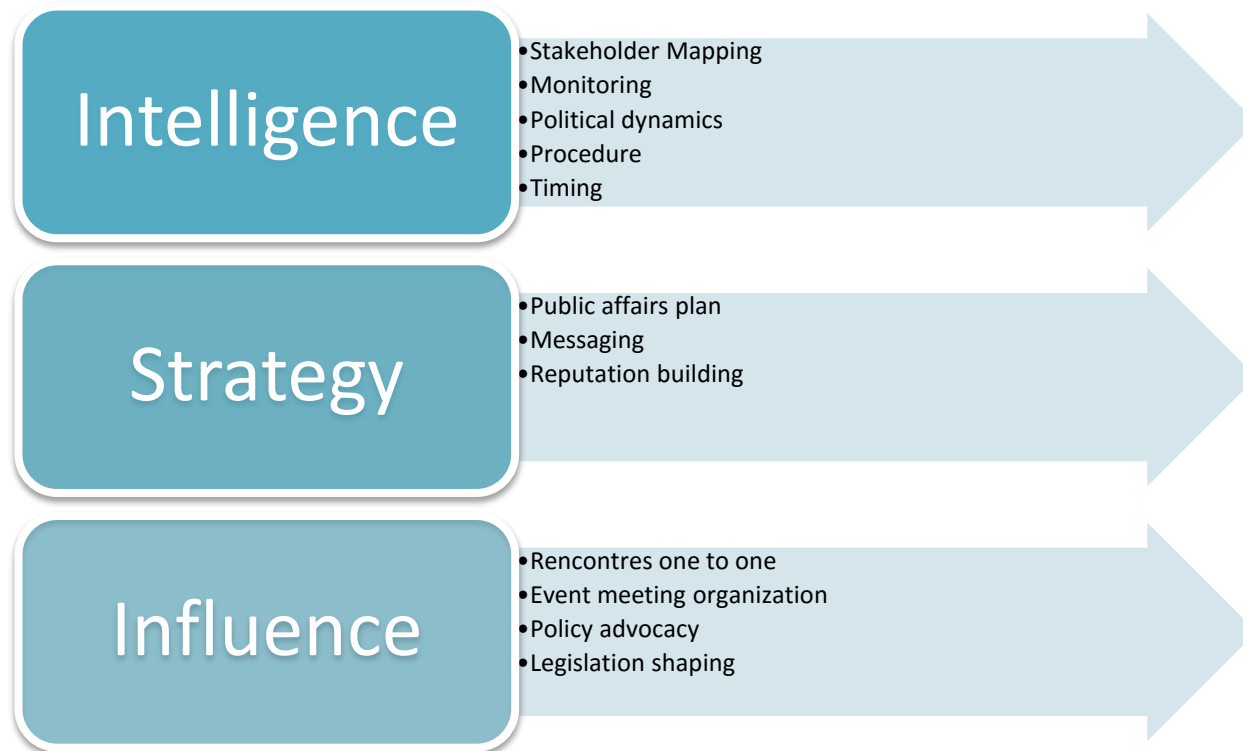 Intelligence
•Stakeholder Mapping
•Monitoring
•Political dynamics
•Procedure
•Timing
Strategy
•Public affairs plan
•Messaging
•Reputation building
Influence
•Rencontres one to one
•Event meeting organization
•Policy advocacy
•Legislation shaping